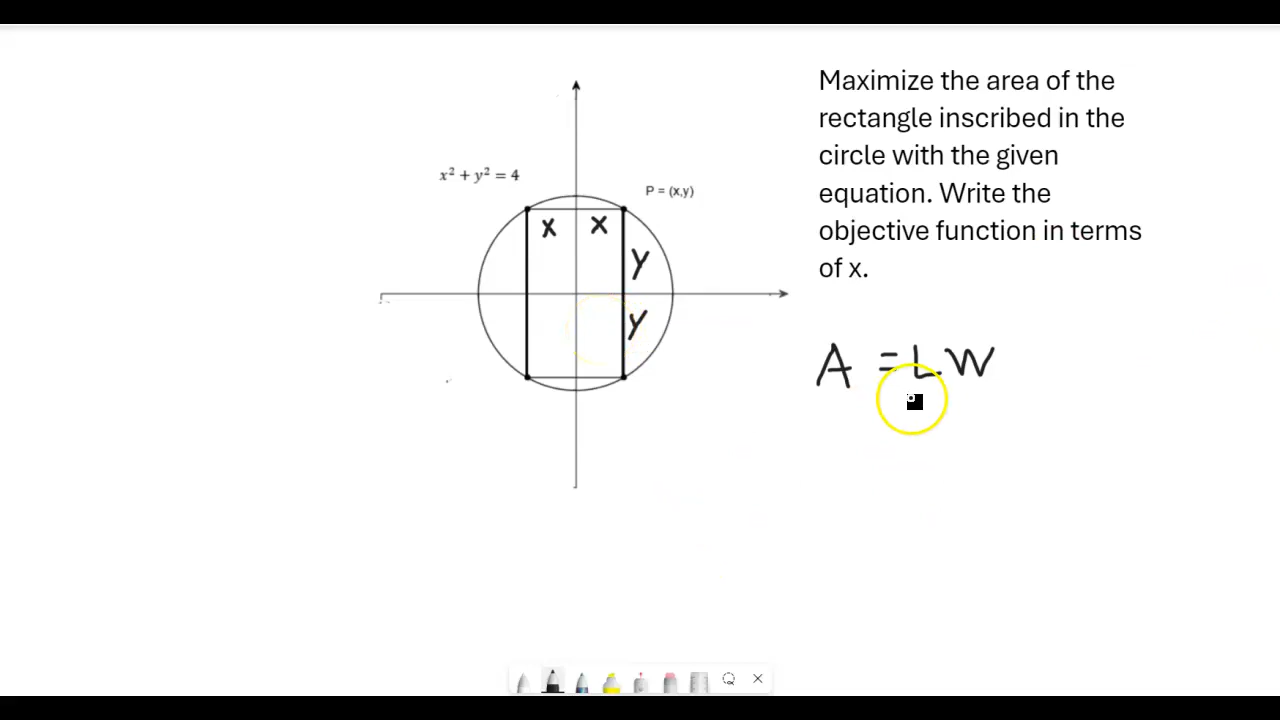 Maximize the area of the
rectangle inscribed in the
circle with the given
equation. Write the
objective function in terms
of x.
x² + y² = 4
P = (x,y)
x x
y
y
A = LW